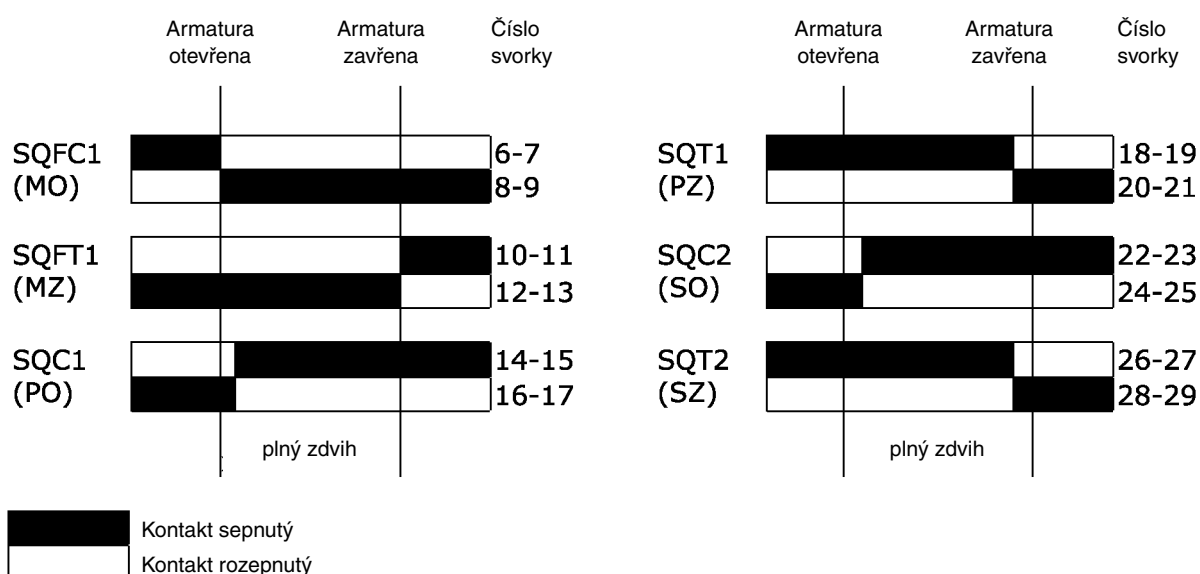 Armatura otevřena
Armatura zavřena
Číslo svorky
SQFC1 (MO)
6-7
8-9
SQFT1 (MZ)
10-11
12-13
SQC1 (PO)
14-15
16-17
plný zdvih
Armatura otevřena
Armatura zavřena
Číslo svorky
SQT1 (PZ)
18-19
20-21
SQC2 (SO)
22-23
24-25
SQT2 (SZ)
26-27
28-29
plný zdvih
Kontakt sepnutý
Kontakt rozepnutý